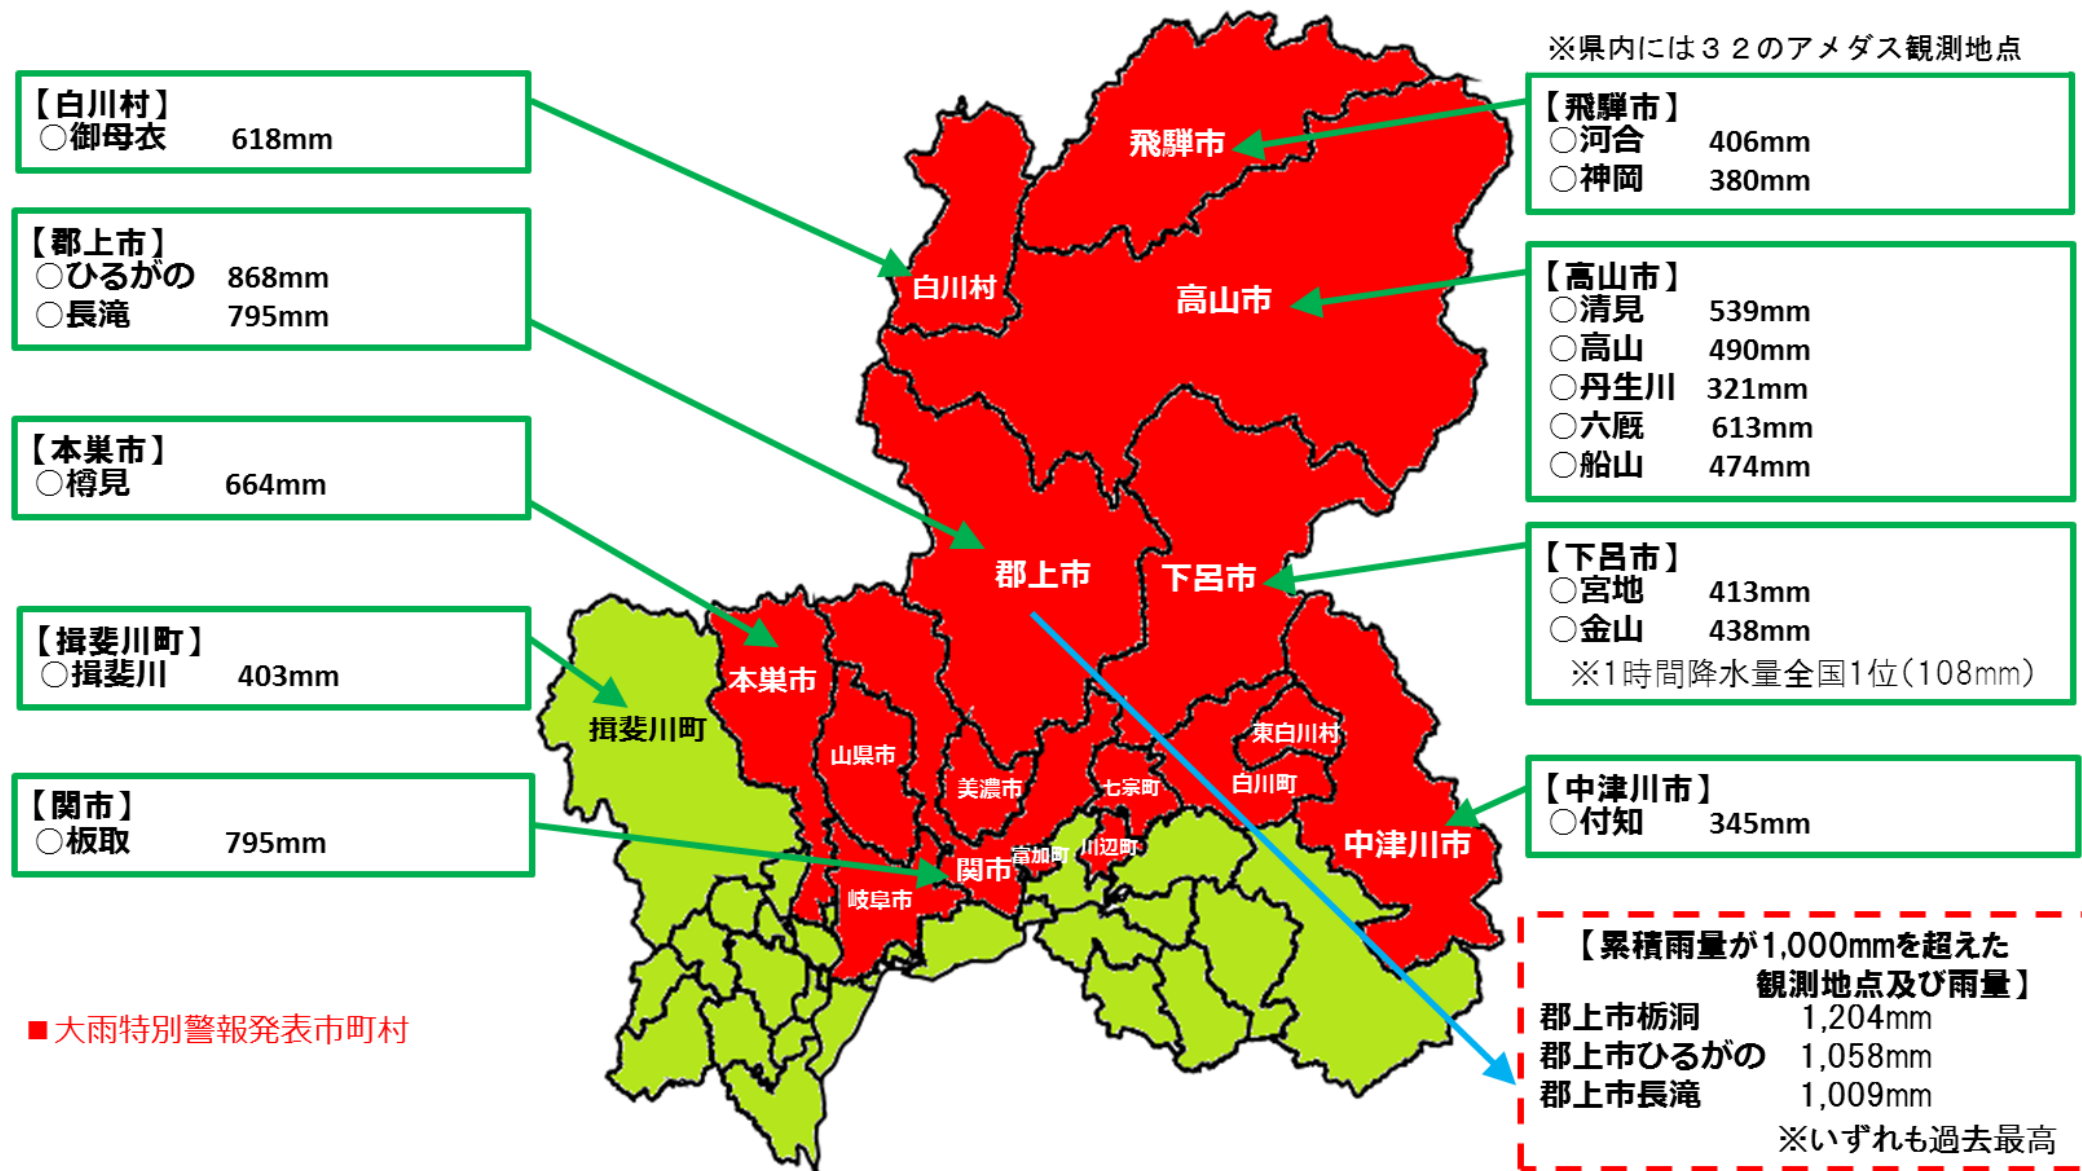 ※県内には３２のアメダス観測地点
【白川村】
○御母衣 618mm
【郡上市】
○ひるがの 868mm
○長滝 795mm
【本巣市】
○樽見 664mm
【揖斐川町】
○揖斐川 403mm
【関市】
○板取 795mm
■大雨特別警報発表市町村
飛騨市
白川村
高山市
郡上市
下呂市
本巣市
揖斐川町
山県市
美濃市
七宗町
東白川村
白川町
中津川市
関市
富加町
川辺町
岐阜市
【飛騨市】
○河合 406mm
○神岡 380mm
【高山市】
○清見 539mm
○高山 490mm
○丹生川 321mm
○六厩 613mm
○船山 474mm
【下呂市】
○宮地 413mm
○金山 438mm
※1時間降水量全国1位(108mm)
【中津川市】
○付知 345mm
【累積雨量が1,000mmを超えた
観測地点及び雨量】
郡上市栃洞 1,204mm
郡上市ひるがの 1,058mm
郡上市長滝 1,009mm
※いずれも過去最高